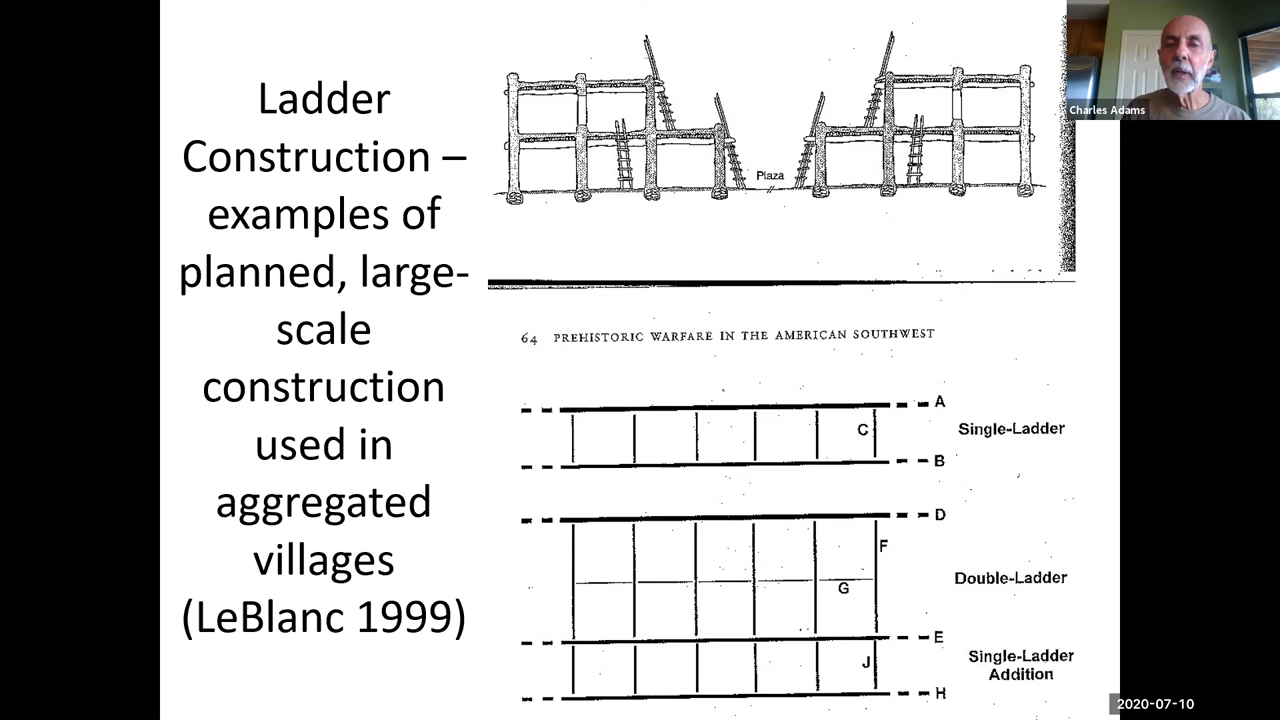 Ladder
Construction –
examples of
planned, large-
scale
construction
used in
aggregated
villages
(LeBlanc 1999)
Plaza
64 PREHISTORIC WARFARE IN THE AMERICAN SOUTHWEST
A
C
Single-Ladder
B
D
F
Double-Ladder
G
E
J
Single-Ladder
Addition
H
Charles Adams
2020-07-10